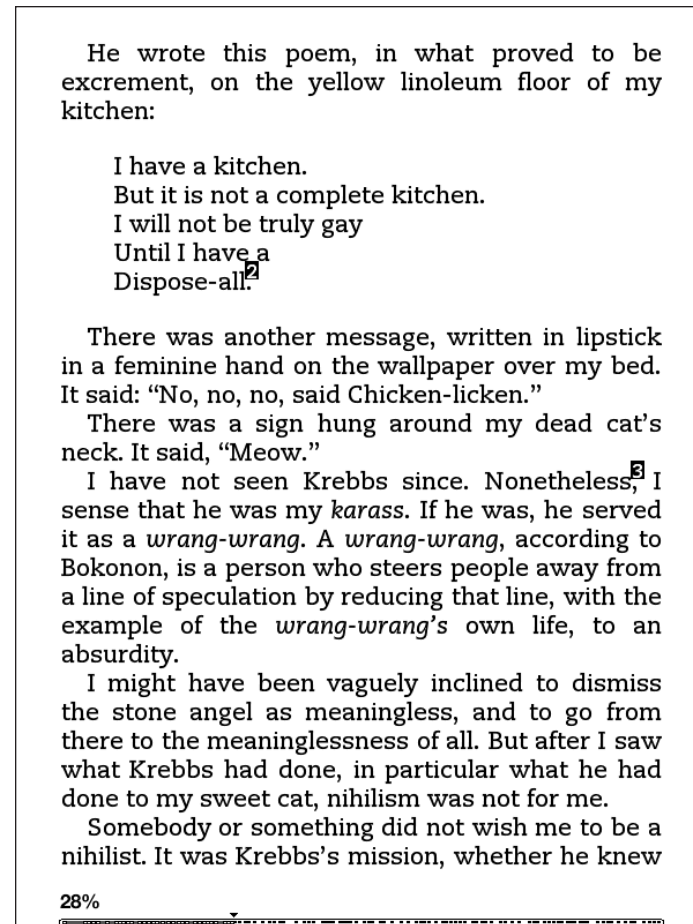 He wrote this poem, in what proved to be
excrement, on the yellow linoleum floor of my
kitchen:
I have a kitchen.
But it is not a complete kitchen.
I will not be truly gay
Until I have a
Dispose-all.2
There was another message, written in lipstick
in a feminine hand on the wallpaper over my bed.
It said: “No, no, no, said Chicken-licken.”
There was a sign hung around my dead cat’s
neck. It said, “Meow.”
I have not seen Krebbs since. Nonetheless,3 I
sense that he was my karass. If he was, he served
it as a wrang-wrang. A wrang-wrang, according to
Bokonon, is a person who steers people away from
a line of speculation by reducing that line, with the
example of the wrang-wrang’s own life, to an
absurdity.
I might have been vaguely inclined to dismiss
the stone angel as meaningless, and to go from
there to the meaninglessness of all. But after I saw
what Krebbs had done, in particular what he had
done to my sweet cat, nihilism was not for me.
Somebody or something did not wish me to be a
nihilist. It was Krebbs’s mission, whether he knew
28%